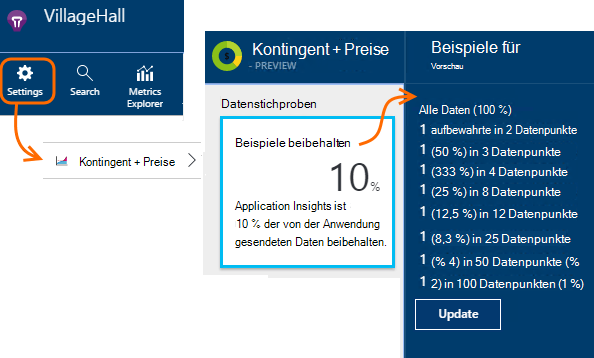 VillageHall
Settings
Search
Metrics
Explorer
Kontingent + Preise
Kontingent + Preise
- PREVIEW
Datenstichproben
Beispiele beibehalten
10%
Application Insights ist
10 % der von der Anwendung
gesendeten Daten beibehalten.
Beispiele für
Vorschau
Alle Daten (100 %)
1 aufbewahrte in 2 Datenpunkte
1 (50 %) in 3 Datenpunkte
1 (333 %) in 4 Datenpunkte
1 (25 %) in 8 Datenpunkte
1 (12,5 %) in 12 Datenpunkte
1 (8,3 %) in 25 Datenpunkte
1 (% 4) in 50 Datenpunkte (%
1 2) in 100 Datenpunkten (1 %)
Update